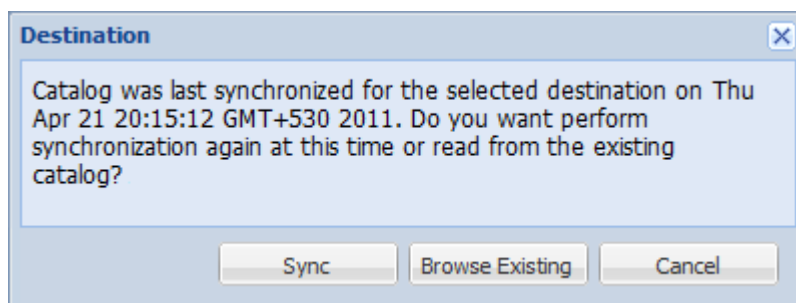 Destination
Catalog was last synchronized for the selected destination on Thu
Apr 21 20:15:12 GMT+530 2011. Do you want perform
synchronization again at this time or read from the existing
catalog?
Sync
Browse Existing
Cancel